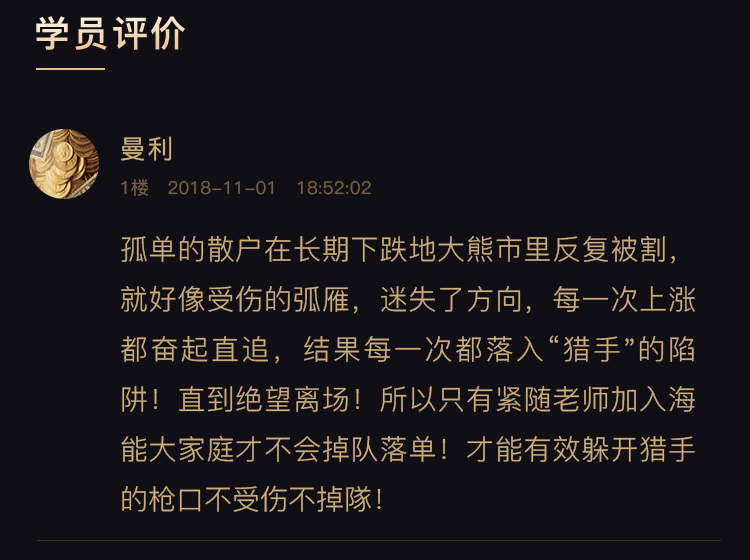 学员评价
曼利
1楼 2018-11-01 18:52:02
孤单的散户在长期下跌地大熊市里反复被割，
就好像受伤的弧雁，迷失了方向，每一次上涨
都奋起直追，结果每一次都落入“猎手”的陷
阱！直到绝望离场！所以只有紧随老师加入海
能大家庭才不会掉队落单！才能有效躲开猎手
的枪口不受伤不掉隊！